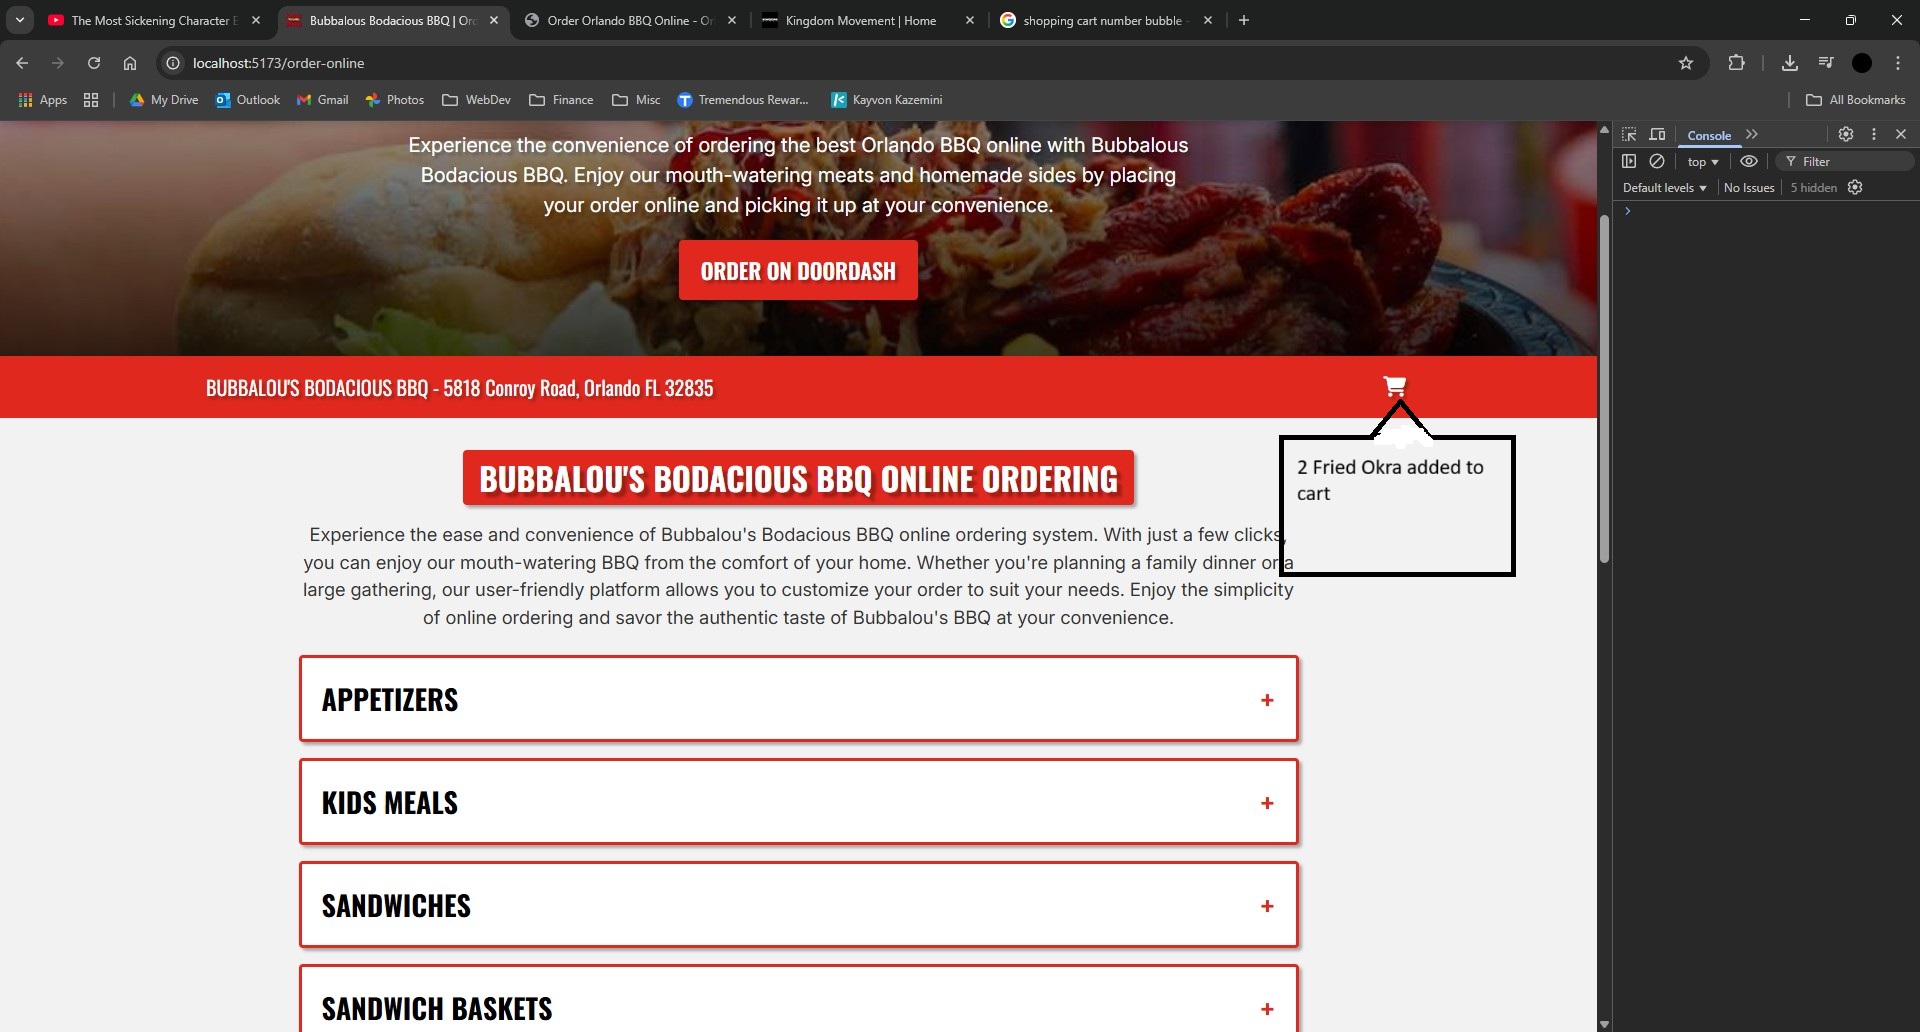 The Most Sickening Character E
Bubbalous Bodacious BBQ | Orc
Order Orlando BBQ Online - Or
Kingdom Movement | Home
shopping cart number bubble -
localhost:5173/order-online
Apps
My Drive
Outlook
Gmail
Photos
WebDev
Finance
Misc
Tremendous Rewar...
Kayvon Kazemini
All Bookmarks
Experience the convenience of ordering the best Orlando BBQ online with Bubbalous
Bodacious BBQ. Enjoy our mouth-watering meats and homemade sides by placing
your order online and picking it up at your convenience.
ORDER ON DOORDASH
BUBBALOU'S BODACIOUS BBQ - 5818 Conroy Road, Orlando FL 32835
2 Fried Okra added to
cart
BUBBALOU'S BODACIOUS BBQ ONLINE ORDERING
Experience the ease and convenience of Bubbalou's Bodacious BBQ online ordering system. With just a few clicks,
you can enjoy our mouth-watering BBQ from the comfort of your home. Whether you're planning a family dinner or a
large gathering, our user-friendly platform allows you to customize your order to suit your needs. Enjoy the simplicity
of online ordering and savor the authentic taste of Bubbalou's BBQ at your convenience.
APPETIZERS +
KIDS MEALS +
SANDWICHES +
SANDWICH BASKETS +
Console
top
Filter
Default levels
No Issues
5 hidden